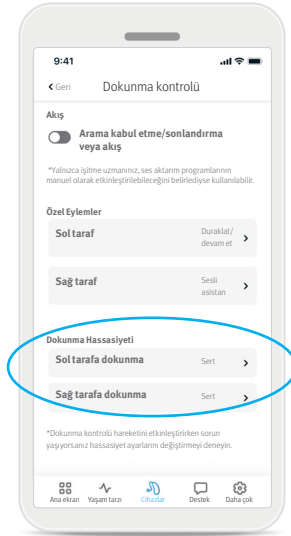 9:41
Geri
Dokunma kontrolü
Akış
Arama kabul etme/sonlandırma
veya akış
*Yalnızca işitme uzmanınız, ses aktarım programlarının
manuel olarak etkinleştirilebileceğini belirlediyse kullanılabilir.
Özel Eylemler
Sol taraf
Duraklat/
devam et
Sağ taraf
Sesli
asistan
Dokunma Hassasiyeti
Sol tarafa dokunma
Sert
Sağ tarafa dokunma
Sert
*Dokunma kontrolü hareketini etkinleştirirken sorun
yaşıyorsanız hassasiyet ayarlarını değiştirmeyi deneyin.
Ana ekran
Yaşam tarzı
Cihazlar
Destek
Daha çok